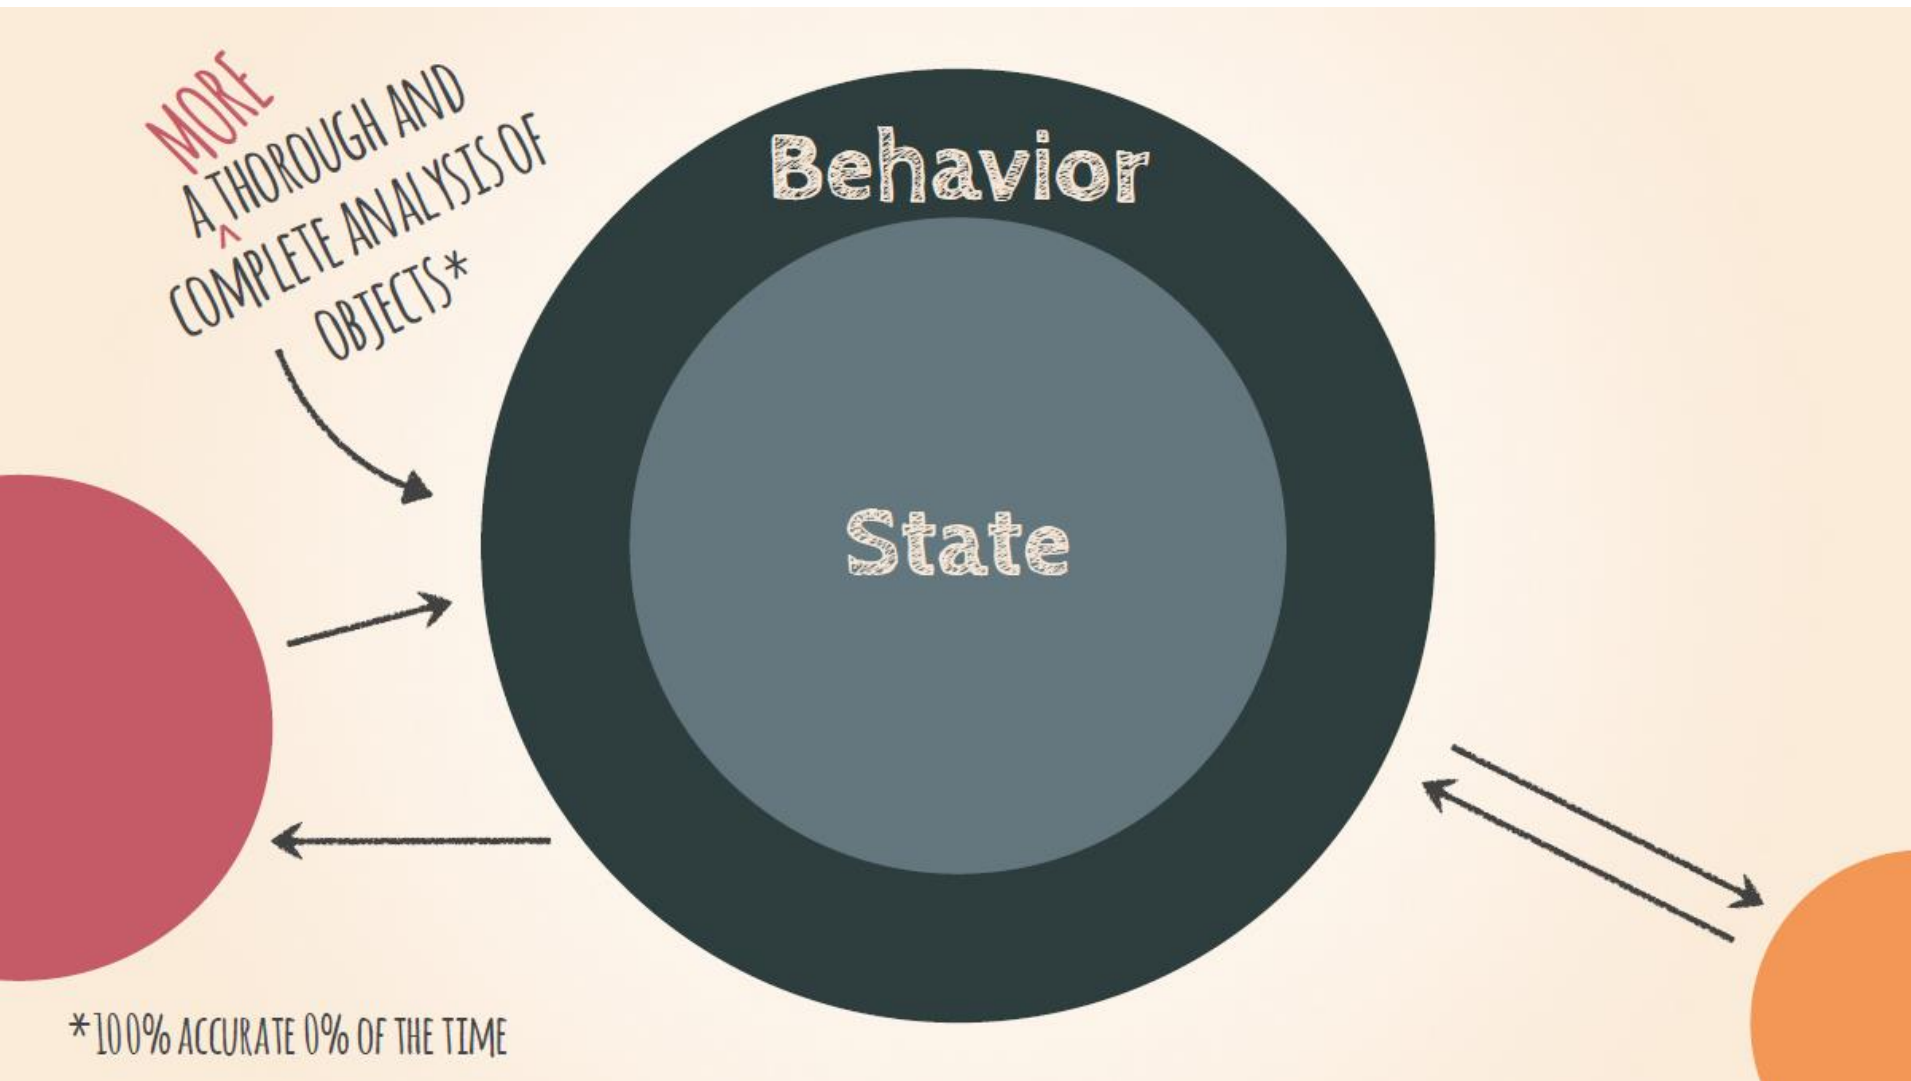 MORE
A ^ THOROUGH AND
COMPLETE ANALYSIS OF
OBJECTS*
Behavior
State
*100% ACCURATE 0% OF THE TIME